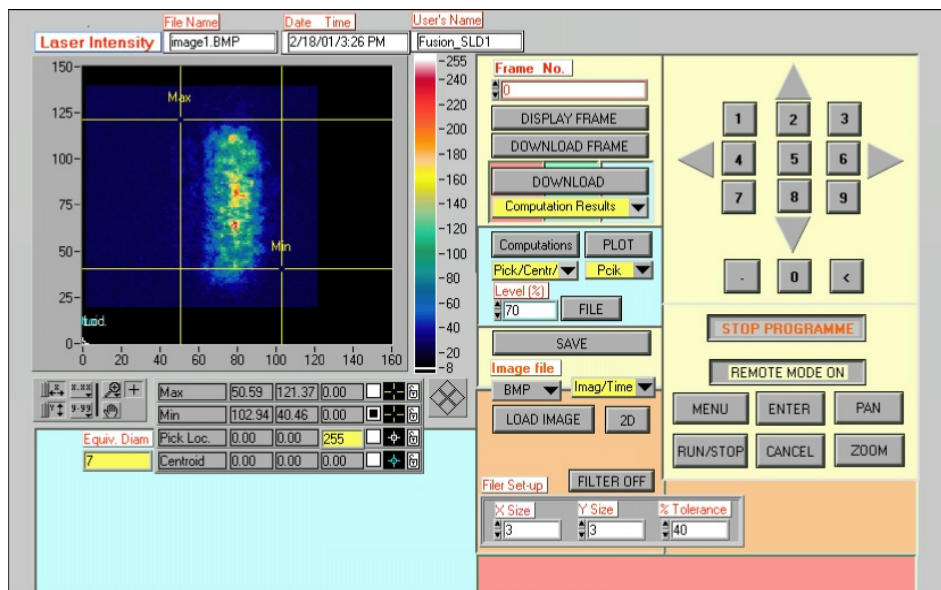 File Name Date Time User's Name
Laser Intensity image1.BMP 2/18/01/3:26 PM Fusion_SLD1
150-
125-
100-
75-
50-
25-
0-
0 20 40 60 80 100 120 140 160
Max
Min
-255
-240
-220
-200
-180
-160
-140
-120
-100
-80
-60
-40
-20
-8
Frame No.
0
DISPLAY FRAME
DOWNLOAD FRAME
DOWNLOAD
Computation Results
Computations PLOT
Pick/Centr/ Pcik
Level (%)
70 FILE
SAVE
Image file
BMP Imag/Time
LOAD IMAGE 2D
FILTER OFF
Filer Set-up
X Size Y Size % Tolerance
3 3 40
1 2 3
4 5 6
7 8 9
. 0 <
STOP PROGRAMME
REMOTE MODE ON
MENU ENTER PAN
RUN/STOP CANCEL ZOOM
Max 50.59 121.37 0.00
Min 102.94 40.46 0.00
Pick Loc. 0.00 0.00 255
Centroid 0.00 0.00 0.00
Equiv. Diam
7